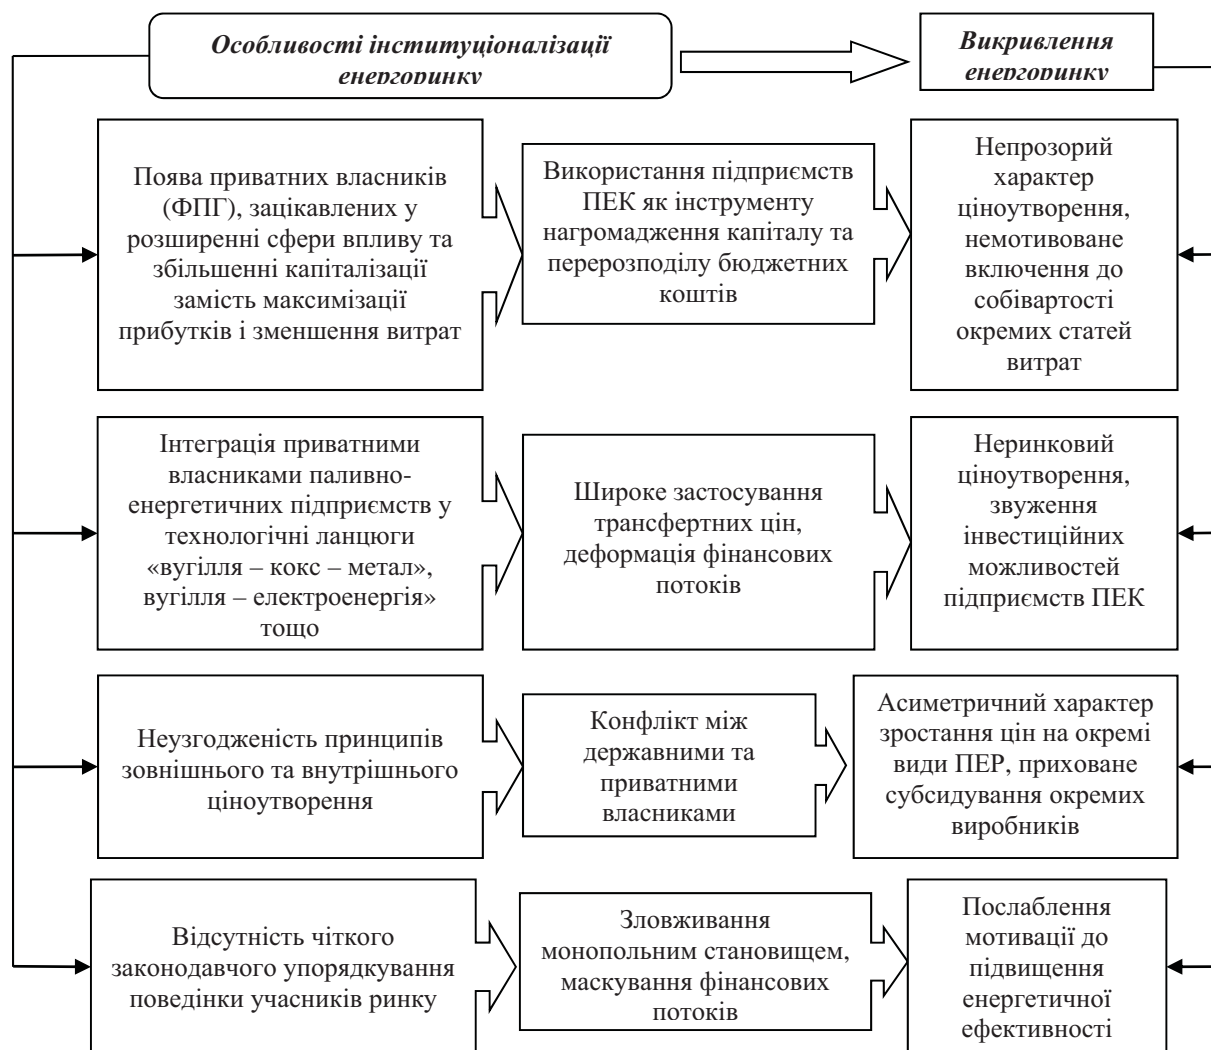 Особливості інституціоналізації
енергоринку
Викривлення
енергоринку
Поява приватних власників
(ФПГ), зацікавлених у
розширенні сфери впливу та
збільшенні капіталізації
замість максимізації
прибутків і зменшення витрат
Використання підприємств
ПЕК як інструменту
нагромадження капіталу та
перерозподілу бюджетних
коштів
Непрозорий
характер
ціноутворення,
немотивоване
включення до
собівартості
окремих статей
витрат
Інтеграція приватними
власниками паливно-
енергетичних підприємств у
технологічні ланцюги
«вугілля – кокс – метал»,
вугілля – електроенергія»
тощо
Широке застосування
трансфертних цін,
деформація фінансових
потоків
Неринковий
ціноутворення,
звуження
інвестиційних
можливостей
підприємств ПЕК
Неузгодженість принципів
зовнішнього та внутрішнього
ціноутворення
Конфлікт між
державними та
приватними
власниками
Асиметричний характер
зростання цін на окремі
види ПЕР, приховане
субсидування окремих
виробників
Відсутність чіткого
законодавчого упорядкування
поведінки учасників ринку
Зловживання
монопольним становищем,
маскування фінансових
потоків
Послаблення
мотивації до
підвищення
енергетичної
ефективності